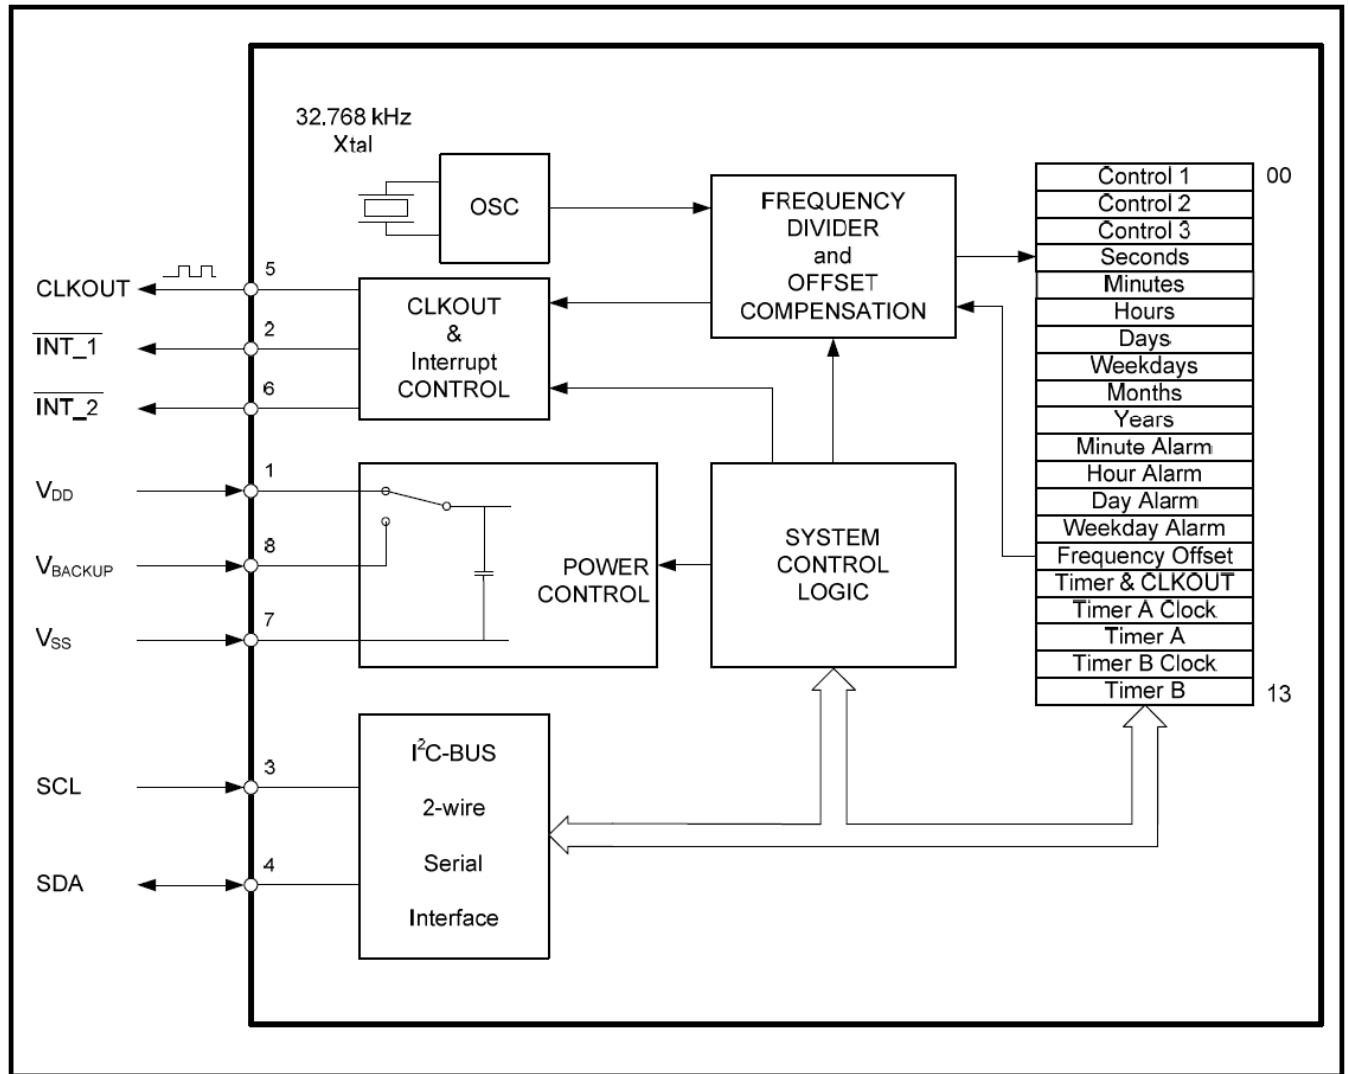 32.768 kHz
Xtal
OSC
FREQUENCY
DIVIDER
and
OFFSET
COMPENSATION
CLKOUT
5
INT_1
2
INT_2
6
CLKOUT
&
Interrupt
CONTROL
VDD
1
VBACKUP
8
VSS
7
POWER
CONTROL
SYSTEM
CONTROL
LOGIC
SCL
3
SDA
4
I²C-BUS
2-wire
Serial
Interface
Control 1
00
Control 2
Control 3
Seconds
Minutes
Hours
Days
Weekdays
Months
Years
Minute Alarm
Hour Alarm
Day Alarm
Weekday Alarm
Frequency Offset
Timer & CLKOUT
Timer A Clock
Timer A
Timer B Clock
Timer B
13